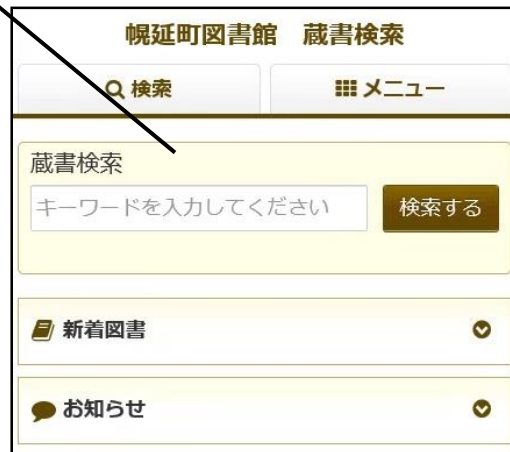 幌延町図書館　蔵書検索
検索
メニュー
蔵書検索
キーワードを入力してください
検索する
新着図書
お知らせ